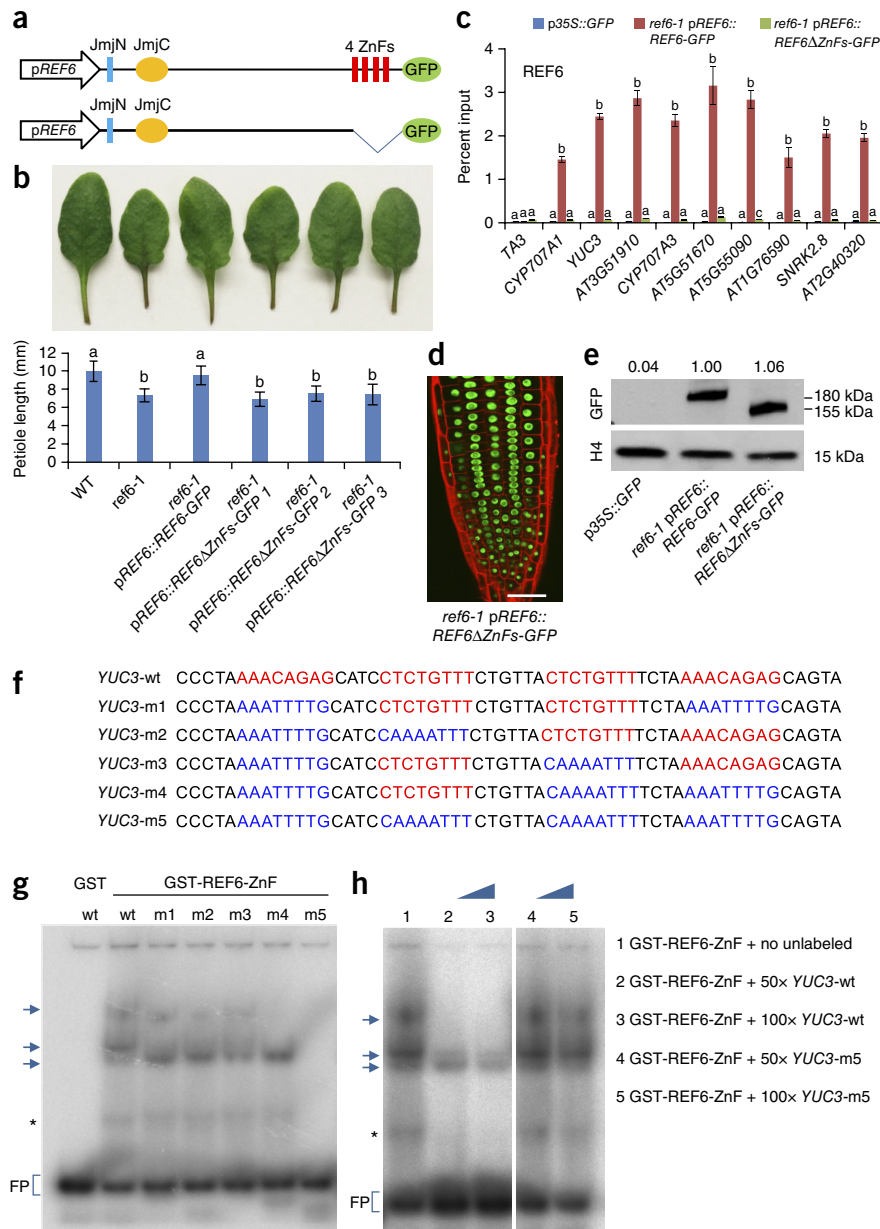 a
JmjN JmjC 4 ZnFs
pREF6 GFP
JmjN JmjC
pREF6 GFP
b
Petiole length (mm)
12
10
8
6
4
2
0
a b a b b b
WT
ref6-1
ref6-1 pREF6::REF6-GFP
ref6-1 pREF6::REF6ΔZnFs-GFP 1
ref6-1 pREF6::REF6ΔZnFs-GFP 2
ref6-1 pREF6::REF6ΔZnFs-GFP 3
c
p35S::GFP
ref6-1 pREF6::
REF6-GFP
ref6-1 pREF6::
REF6ΔZnFs-GFP
REF6
Percent input
4
3
2
1
0
a a a
a b a
a b a
a b a
a b a
a b a
a b c
a b a
a b a
a b a
TA3
CYP707A1
YUC3
AT3G51910
CYP707A3
AT5G51670
AT5G55090
AT1G76590
SNRK2.8
AT2G40320
d
ref6-1 pREF6::
REF6ΔZnFs-GFP
e
0.04 1.00 1.06
GFP
180 kDa
155 kDa
H4
15 kDa
p35S::GFP
ref6-1 pREF6::
REF6-GFP
ref6-1 pREF6::
REF6ΔZnFs-GFP
f
YUC3-wt CCCTAAAACAGAGCATCCTCTGTTTCTGTTACTCTGTTTTCTAAAACAGAGCAGTA
YUC3-m1 CCCTAAAATTTTGCATCCTCTGTTTCTGTTACTCTGTTTTCTAAAATTTTGCAGTA
YUC3-m2 CCCTAAAATTTTGCATCCAAAATTTCTGTTACTCTGTTTTCTAAAACAGAGCAGTA
YUC3-m3 CCCTAAAATTTTGCATCCTCTGTTTCTGTTACAAAATTTTCTAAAACAGAGCAGTA
YUC3-m4 CCCTAAAATTTTGCATCCTCTGTTTCTGTTACAAAATTTTCTAAAATTTTGCAGTA
YUC3-m5 CCCTAAAATTTTGCATCCAAAATTTCTGTTACAAAATTTTCTAAAATTTTGCAGTA
g
GST GST-REF6-ZnF
wt wt m1 m2 m3 m4 m5
*
FP
h
1 2 3 4 5
*
FP
1 GST-REF6-ZnF + no unlabeled
2 GST-REF6-ZnF + 50× YUC3-wt
3 GST-REF6-ZnF + 100× YUC3-wt
4 GST-REF6-ZnF + 50× YUC3-m5
5 GST-REF6-ZnF + 100× YUC3-m5